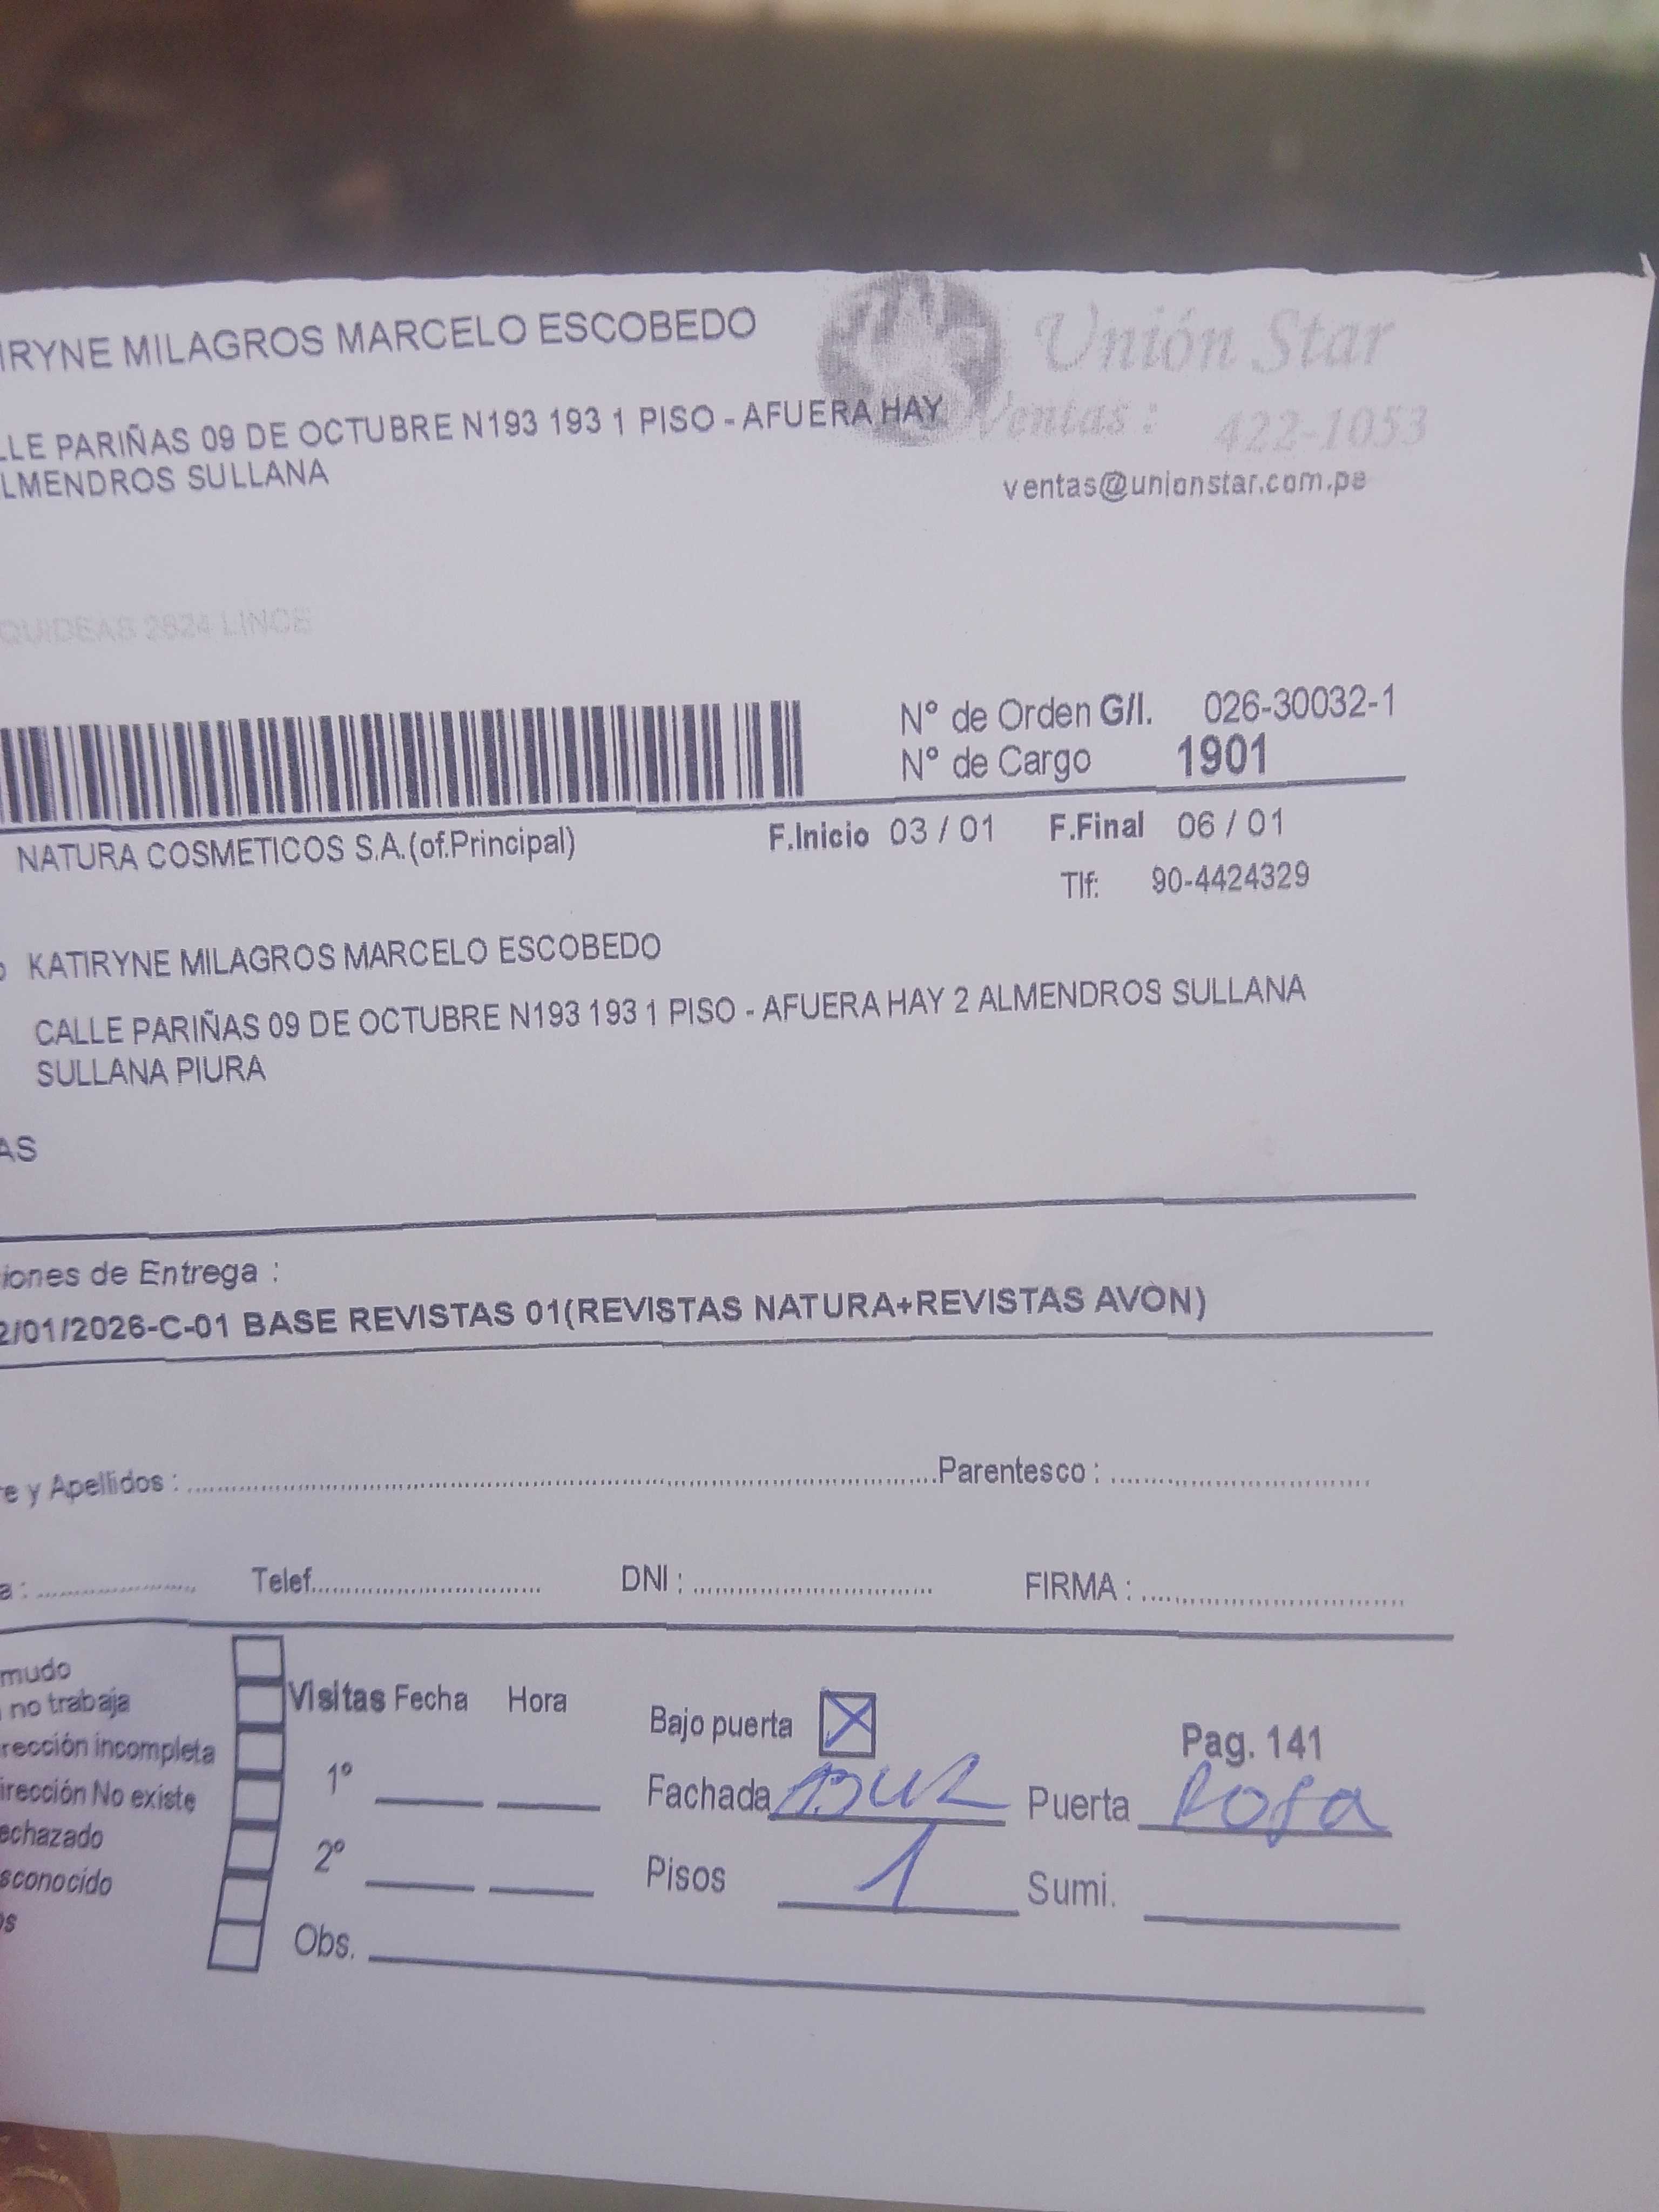 IRYNE MILAGROS MARCELO ESCOBEDO
Unión Star
LLE PARIÑAS 09 DE OCTUBRE N193 193 1 PISO - AFUERA HAY
Ventas : 422-1053
LMENDROS SULLANA
ventas@unionstar.com.pe
QUIDEAS 2624 LINCE
N° de Orden G/I. 026-30032-1
N° de Cargo 1901
NATURA COSMETICOS S.A.(of.Principal) F.Inicio 03 / 01 F.Final 06 / 01
Tlf: 90-4424329
o KATIRYNE MILAGROS MARCELO ESCOBEDO
CALLE PARIÑAS 09 DE OCTUBRE N193 193 1 PISO - AFUERA HAY 2 ALMENDROS SULLANA
SULLANA PIURA
AS
iones de Entrega :
2/01/2026-C-01 BASE REVISTAS 01(REVISTAS NATURA+REVISTAS AVON)
re y Apellidos : Parentesco :
a : Telef. DNI : FIRMA :
mudo
no trabaja
rección incompleta
irección No existe
echazado
sconocido
os
Visitas Fecha Hora
1°
2°
Obs.
Bajo puerta X Pag. 141
Fachada Puerta Rosa
Pisos 1 Sumi.